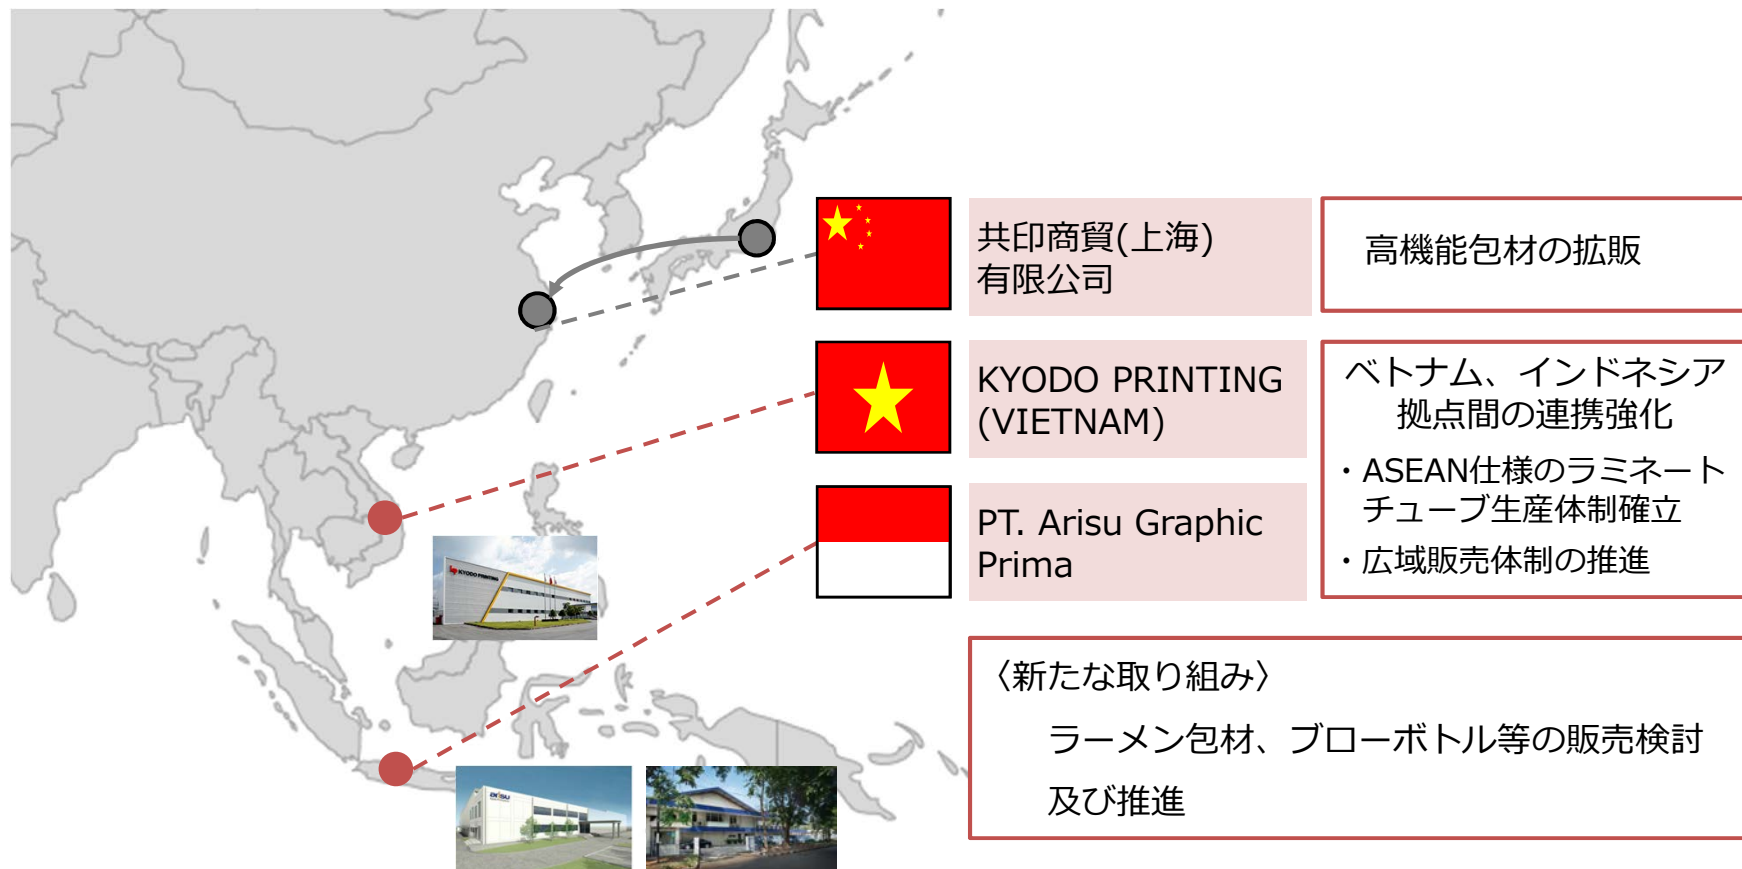 共印商貿(上海)
有限公司
高機能包材の拡販
KYODO PRINTING
(VIETNAM)
ベトナム、インドネシア
拠点間の連携強化
・ASEAN仕様のラミネート
チューブ生産体制確立
・広域販売体制の推進
PT. Arisu Graphic
Prima
〈新たな取り組み〉
ラーメン包材、ブローボトル等の販売検討
及び推進
KYODO PRINTING
arisu